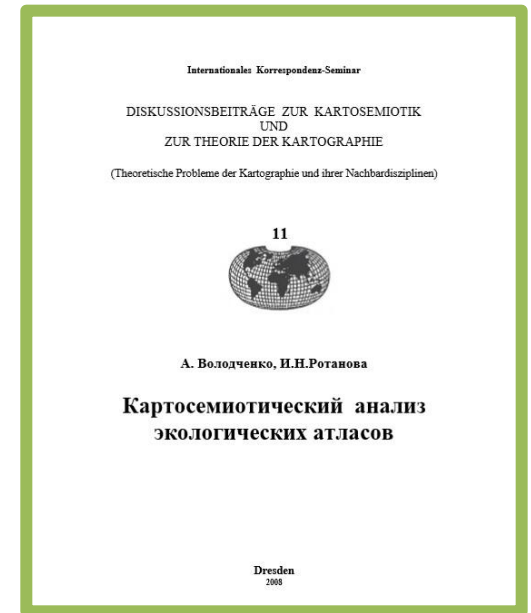 Internationales Korrespondenz-Seminar
DISKUSSIONSBEITRÄGE ZUR KARTOSEMIOTIK
UND
ZUR THEORIE DER KARTOGRAPHIE
(Theoretische Probleme der Kartographie und ihrer Nachbardisziplinen)
11
А. Володченко, И.Н.Ротанова
Картосемиотический анализ
экологических атласов
Dresden
2008